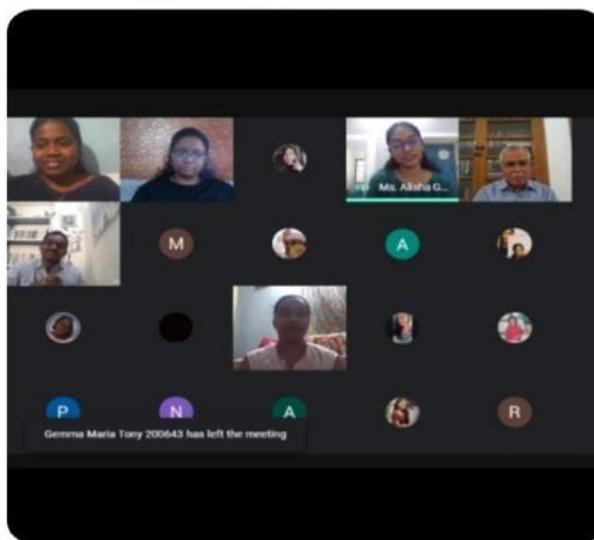 Ms. Alisha G...
M
A
P
N
A
R
Gemma Maria Tony 200643 has left the meeting